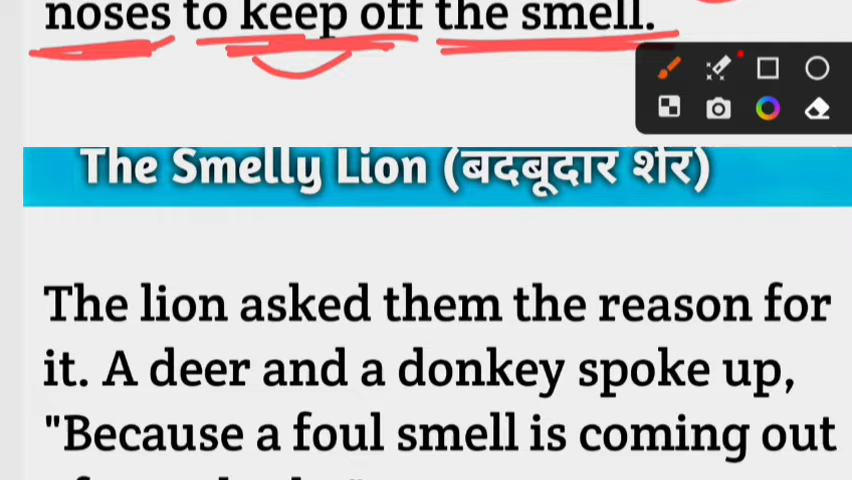 noses to keep off the smell.
The Smelly Lion (बदबूदार शेर)
The lion asked them the reason for
it. A deer and a donkey spoke up,
"Because a foul smell is coming out